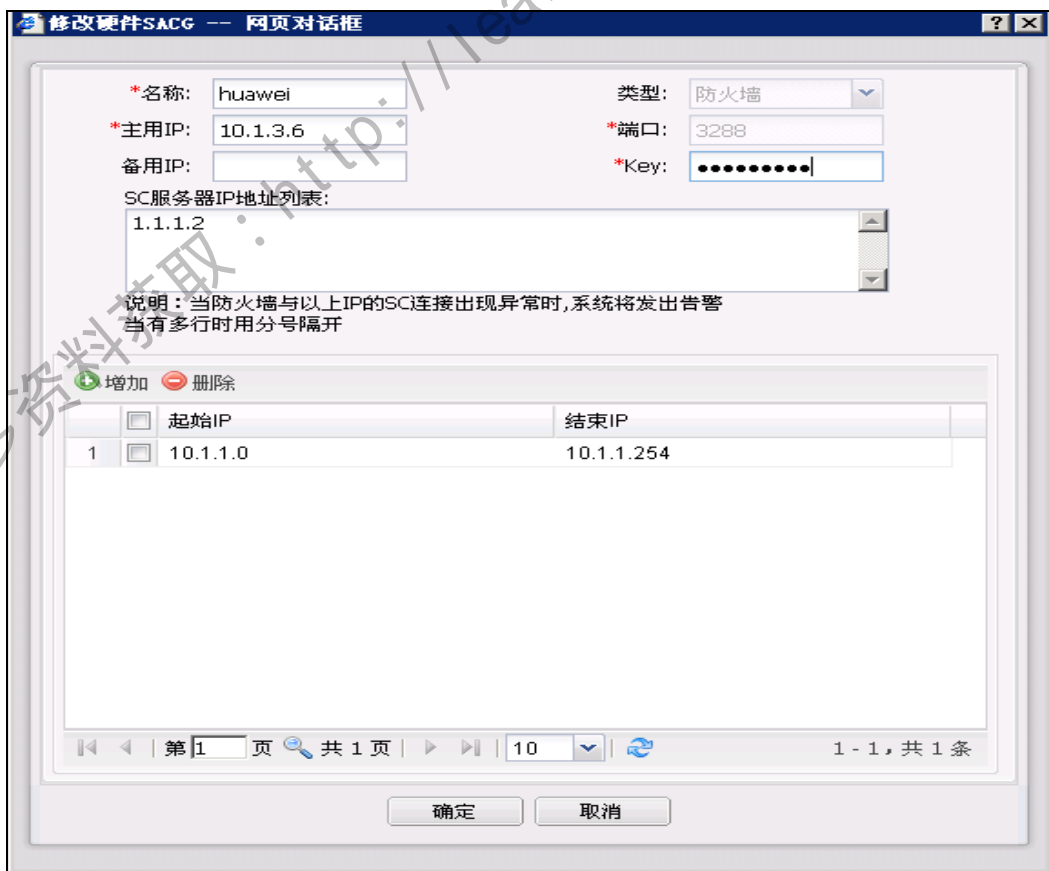 修改硬件SACG -- 网页对话框
*名称: huawei 类型: 防火墙
*主用IP: 10.1.3.6 *端口: 3288
备用IP: *Key: ●●●●●●●●●
SC服务器IP地址列表:
1.1.1.2
说明：当防火墙与以上IP的SC连接出现异常时,系统将发出告警
当有多行时用分号隔开
增加 删除
起始IP 结束IP
1 10.1.1.0 10.1.1.254
第 1 页 共 1 页 10 1 - 1，共 1 条
确定 取消
资料获取：http://lea